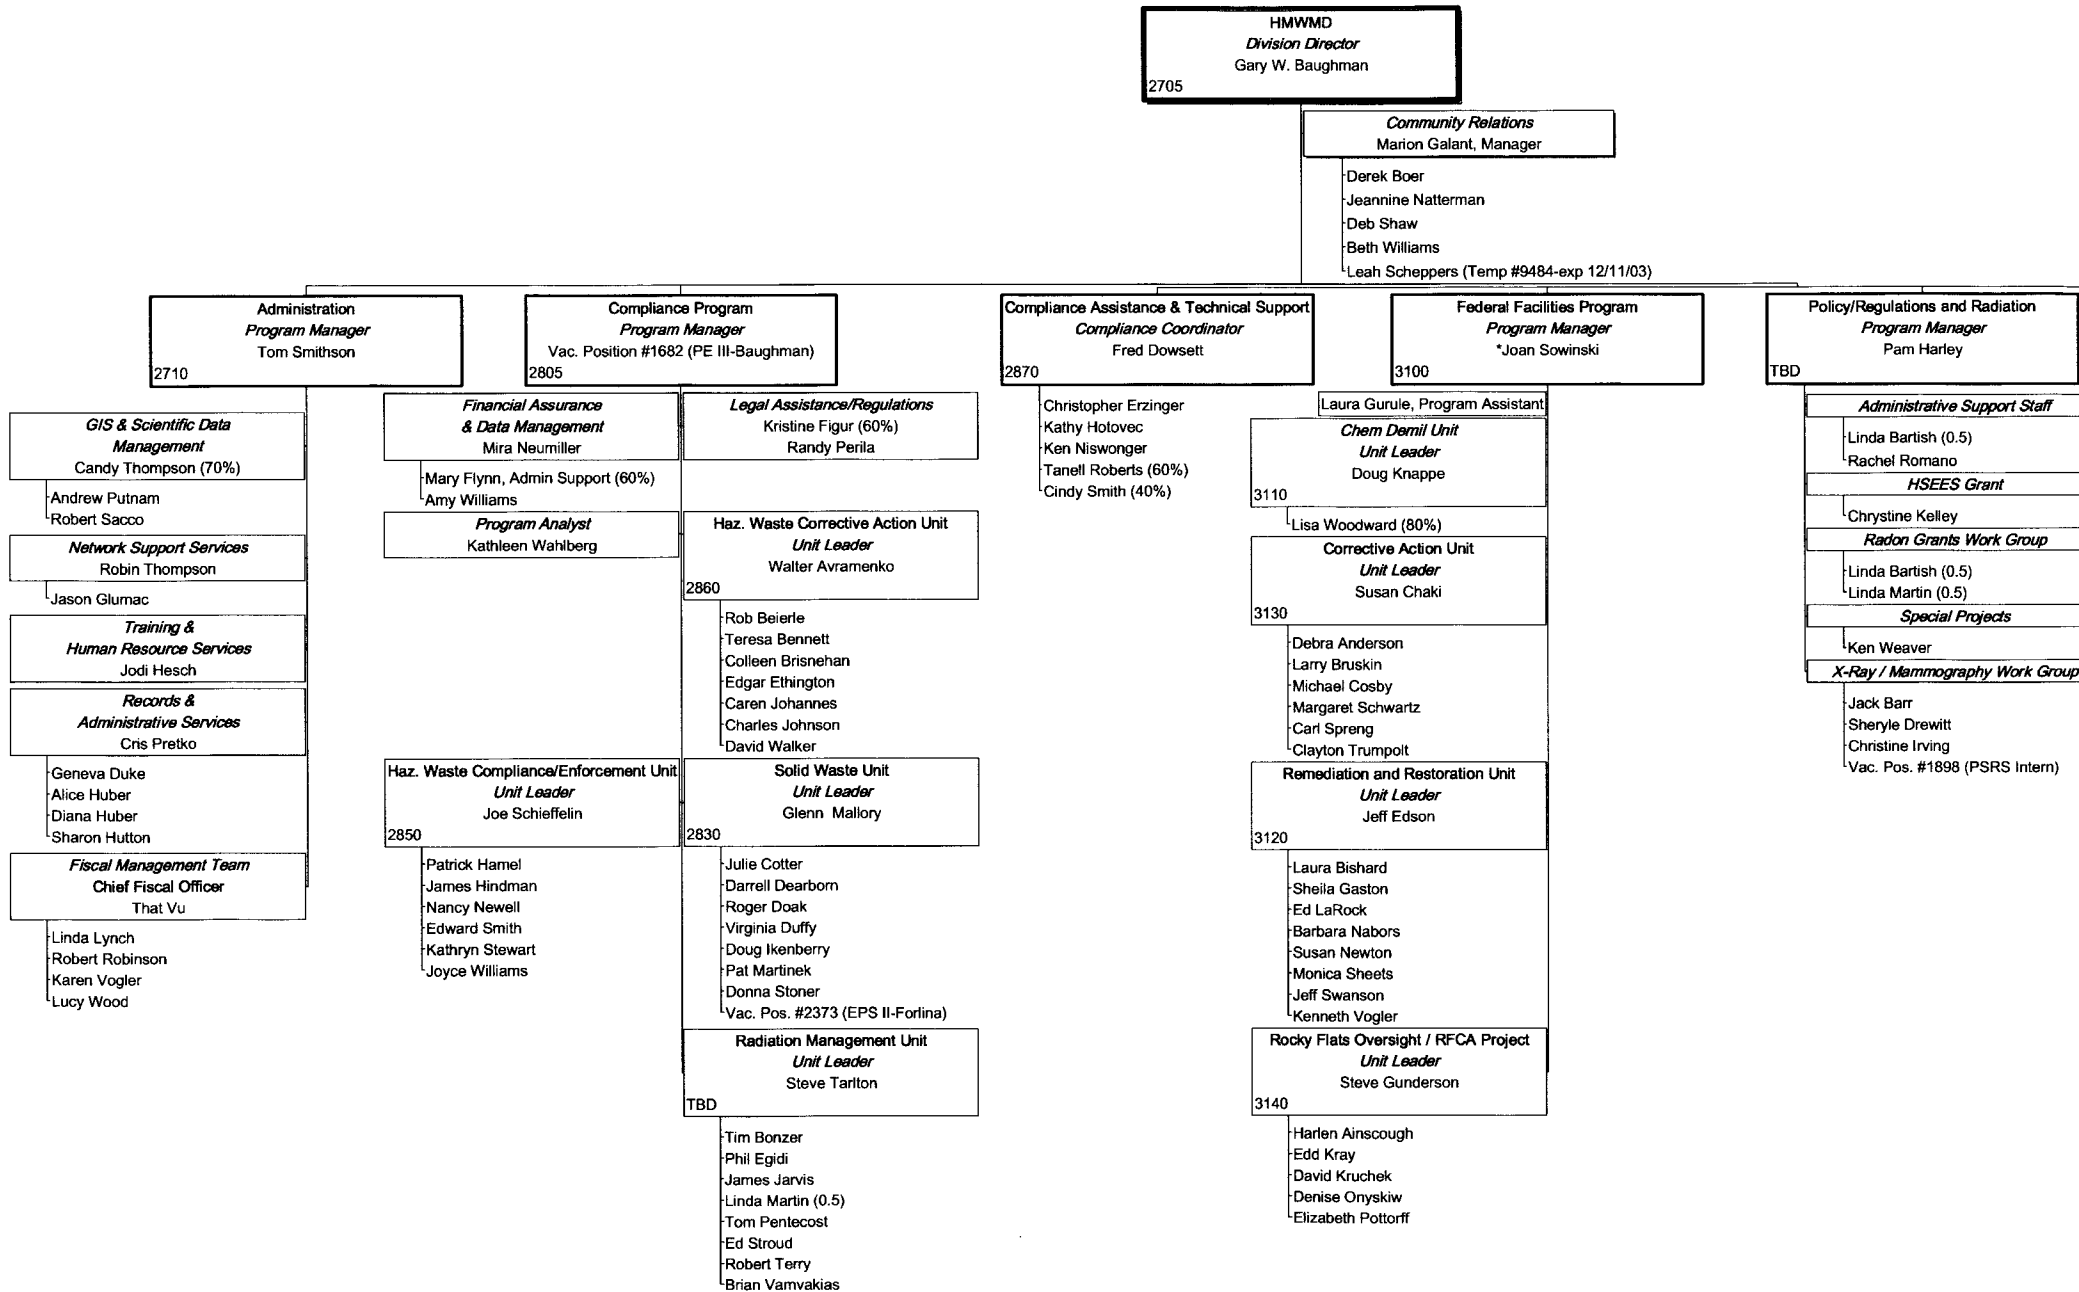 HMWMD
Division Director
Gary W. Baughman
2705
Community Relations
Marion Galant, Manager
Derek Boer
Jeannine Natterman
Deb Shaw
Beth Williams
Leah Scheppers (Temp #9484-exp 12/11/03)
Administration
Program Manager
Tom Smithson
2710
GIS & Scientific Data
Management
Candy Thompson (70%)
Andrew Putnam
Robert Sacco
Network Support Services
Robin Thompson
Jason Glumac
Training &
Human Resource Services
Jodi Hesch
Records &
Administrative Services
Cris Pretko
Geneva Duke
Alice Huber
Diana Huber
Sharon Hutton
Fiscal Management Team
Chief Fiscal Officer
That Vu
Linda Lynch
Robert Robinson
Karen Vogler
Lucy Wood
Compliance Program
Program Manager
Vac. Position #1682 (PE III-Baughman)
2805
Financial Assurance
& Data Management
Mira Neumiller
Mary Flynn, Admin Support (60%)
Amy Williams
Program Analyst
Kathleen Wahlberg
Haz. Waste Compliance/Enforcement Unit
Unit Leader
Joe Schieffelin
2850
Patrick Hamel
James Hindman
Nancy Newell
Edward Smith
Kathryn Stewart
Joyce Williams
Legal Assistance/Regulations
Kristine Figur (60%)
Randy Perila
Haz. Waste Corrective Action Unit
Unit Leader
Walter Avramenko
2860
Rob Beierle
Teresa Bennett
Colleen Brisnehan
Edgar Ethington
Caren Johannes
Charles Johnson
David Walker
Solid Waste Unit
Unit Leader
Glenn Mallory
2830
Julie Cotter
Darrell Dearborn
Roger Doak
Virginia Duffy
Doug Ikenberry
Pat Martinek
Donna Stoner
Vac. Pos. #2373 (EPS II-Forlina)
Radiation Management Unit
Unit Leader
Steve Tarlton
TBD
Tim Bonzer
Phil Egidi
James Jarvis
Linda Martin (0.5)
Tom Pentecost
Ed Stroud
Robert Terry
Brian Vamvakias
Compliance Assistance & Technical Support
Compliance Coordinator
Fred Dowsett
2870
Christopher Erzinger
Kathy Hotovec
Ken Niswonger
Tanell Roberts (60%)
Cindy Smith (40%)
Federal Facilities Program
Program Manager
*Joan Sowinski
3100
Laura Gurule, Program Assistant
Chem Demil Unit
Unit Leader
Doug Knappe
3110
Lisa Woodward (80%)
Corrective Action Unit
Unit Leader
Susan Chaki
3130
Debra Anderson
Larry Bruskin
Michael Cosby
Margaret Schwartz
Carl Spreng
Clayton Trumpolt
Remediation and Restoration Unit
Unit Leader
Jeff Edson
3120
Laura Bishard
Sheila Gaston
Ed LaRock
Barbara Nabors
Susan Newton
Monica Sheets
Jeff Swanson
Kenneth Vogler
Rocky Flats Oversight / RFCA Project
Unit Leader
Steve Gunderson
3140
Harlen Ainscough
Edd Kray
David Kruchek
Denise Onyskiw
Elizabeth Pottorff
Policy/Regulations and Radiation
Program Manager
Pam Harley
TBD
Administrative Support Staff
Linda Bartish (0.5)
Rachel Romano
HSEES Grant
Chrystine Kelley
Radon Grants Work Group
Linda Bartish (0.5)
Linda Martin (0.5)
Special Projects
Ken Weaver
X-Ray / Mammography Work Group
Jack Barr
Sheryle Drewitt
Christine Irving
Vac. Pos. #1898 (PSRS Intern)